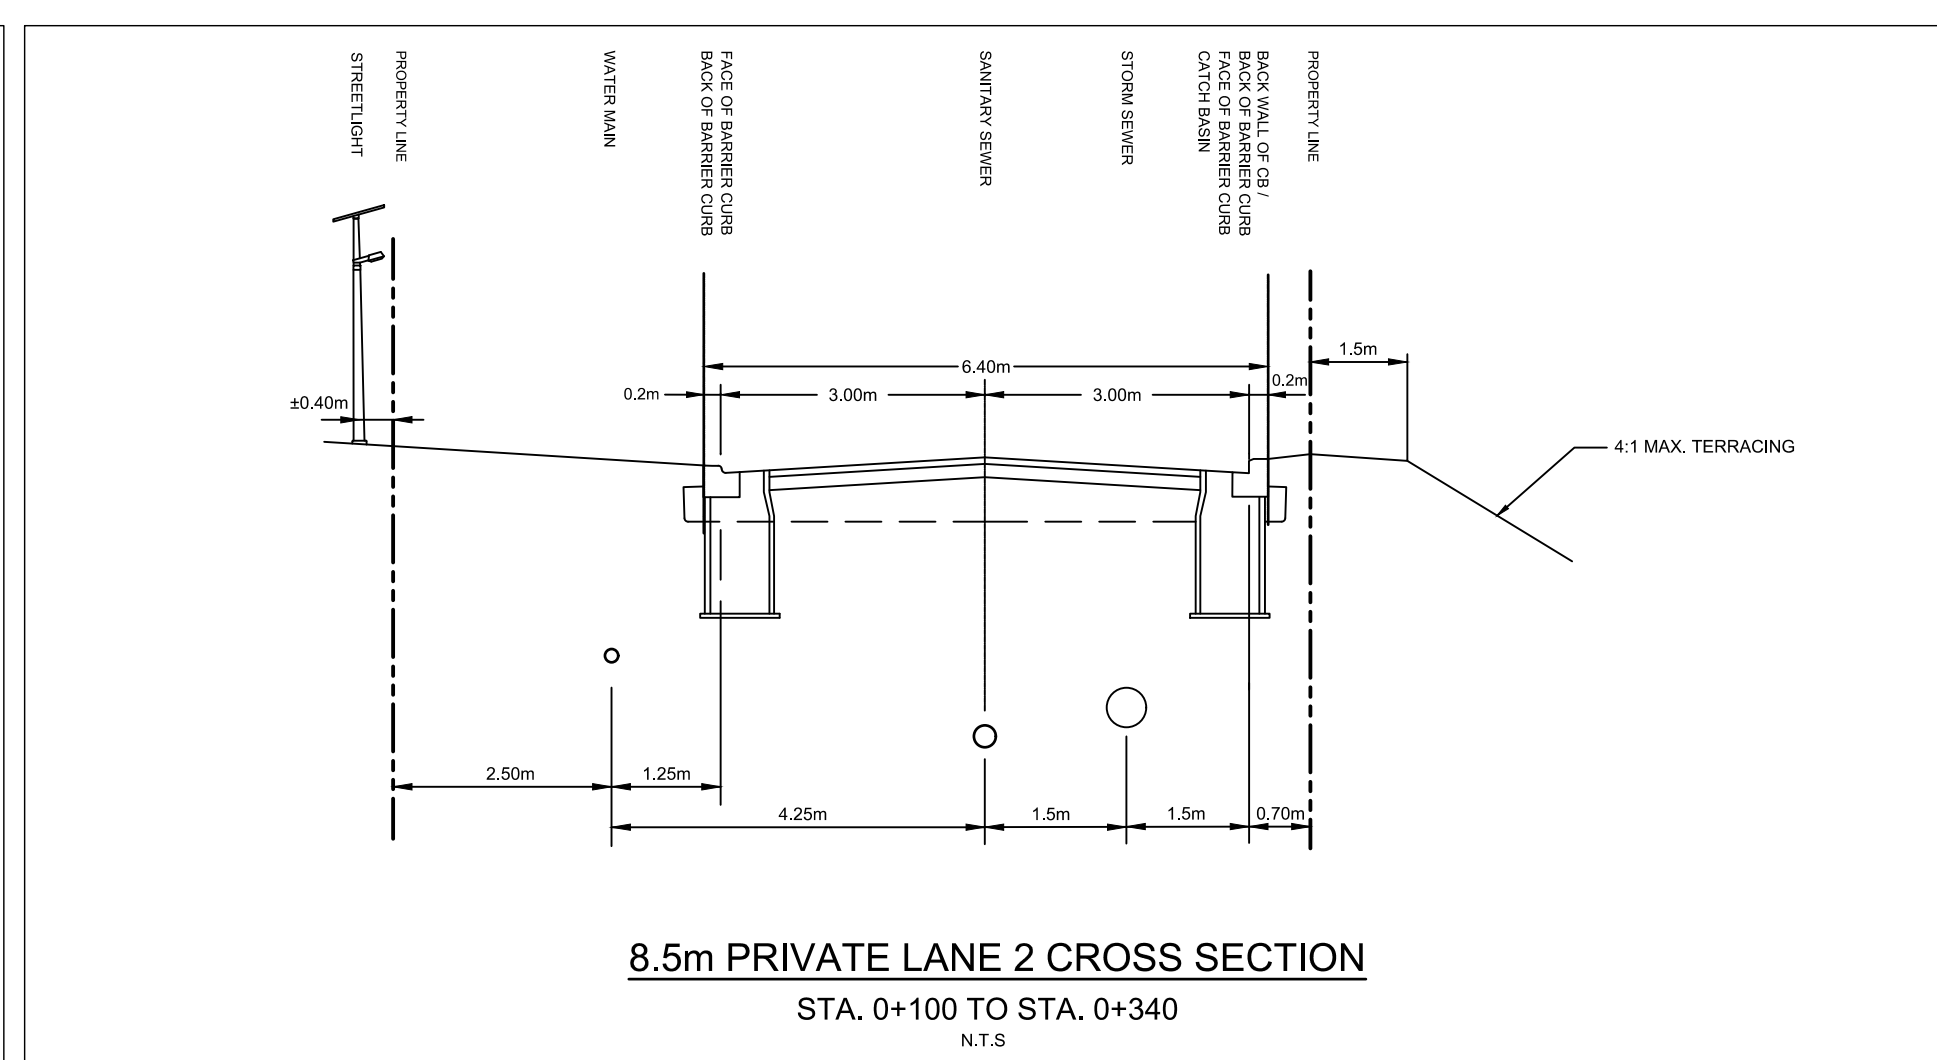 STREETLIGHT
PROPERTY LINE
WATER MAIN
BACK OF BARRIER CURB
FACE OF BARRIER CURB
SANITARY SEWER
STORM SEWER
CATCH BASIN
FACE OF BARRIER CURB
BACK OF BARRIER CURB
BACK WALL OF CB /
PROPERTY LINE
1.5m
6.40m
0.2m
3.00m
3.00m
0.2m
±0.40m
4:1 MAX. TERRACING
2.50m
1.25m
4.25m
1.5m
1.5m
0.70m
8.5m PRIVATE LANE 2 CROSS SECTION
STA. 0+100 TO STA. 0+340
N.T.S